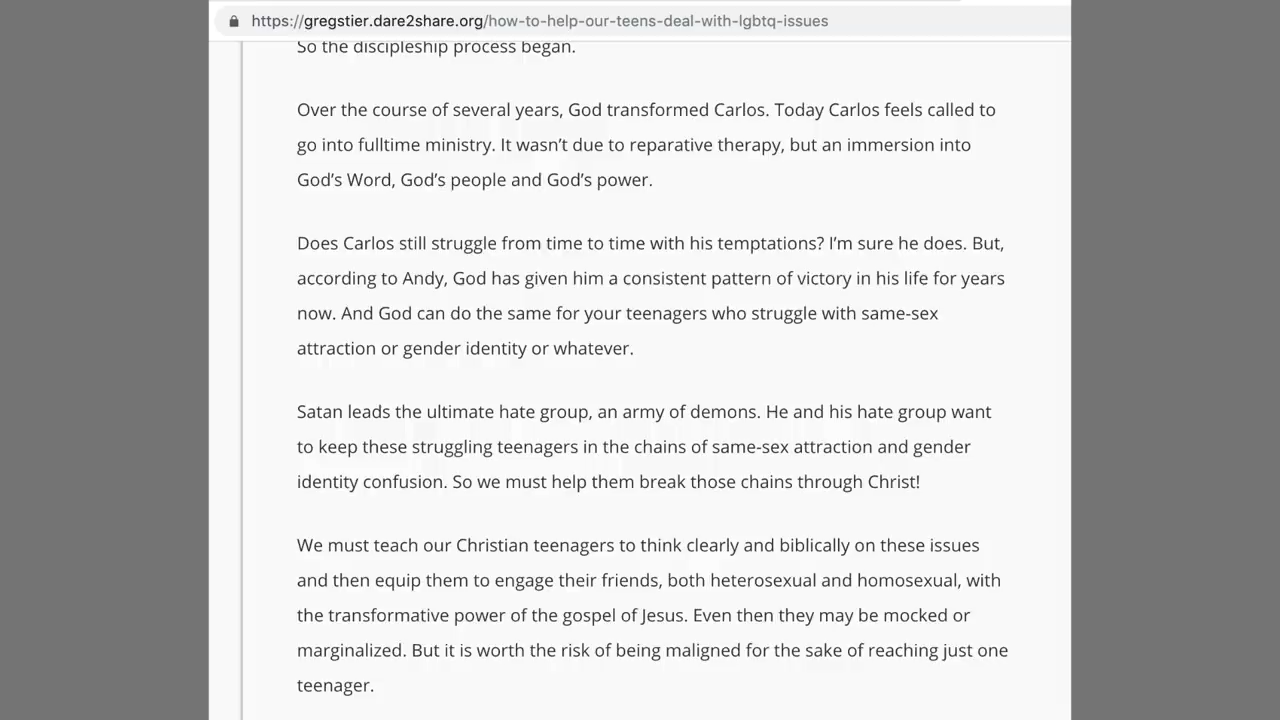 https://gregstier.dare2share.org/how-to-help-our-teens-deal-with-lgbtq-issues
So the discipleship process began.
Over the course of several years, God transformed Carlos. Today Carlos feels called to
go into fulltime ministry. It wasn’t due to reparative therapy, but an immersion into
God’s Word, God’s people and God’s power.
Does Carlos still struggle from time to time with his temptations? I’m sure he does. But,
according to Andy, God has given him a consistent pattern of victory in his life for years
now. And God can do the same for your teenagers who struggle with same-sex
attraction or gender identity or whatever.
Satan leads the ultimate hate group, an army of demons. He and his hate group want
to keep these struggling teenagers in the chains of same-sex attraction and gender
identity confusion. So we must help them break those chains through Christ!
We must teach our Christian teenagers to think clearly and biblically on these issues
and then equip them to engage their friends, both heterosexual and homosexual, with
the transformative power of the gospel of Jesus. Even then they may be mocked or
marginalized. But it is worth the risk of being maligned for the sake of reaching just one
teenager.